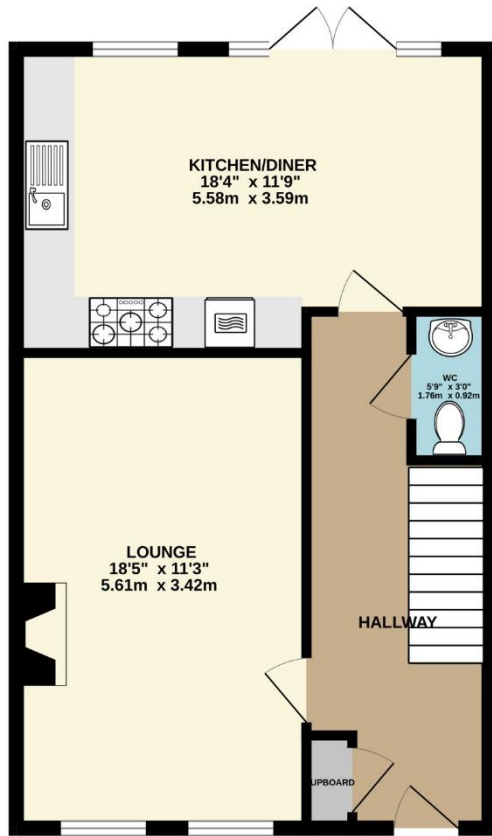 KITCHEN/DINER
18'4" x 11'9"
5.58m x 3.59m
WC
5'9" x 3'0"
1.76m x 0.92m
LOUNGE
18'5" x 11'3"
5.61m x 3.42m
HALLWAY
UPBOARD